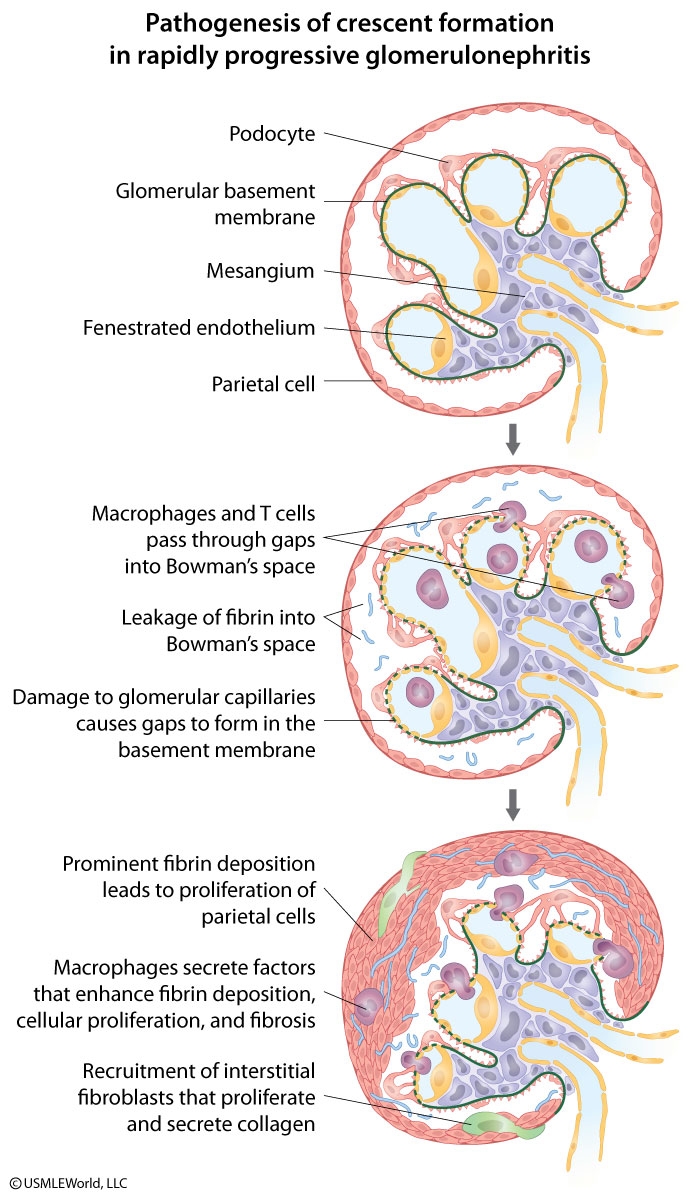 Pathogenesis of crescent formation
in rapidly progressive glomerulonephritis
Podocyte
Glomerular basement
membrane
Mesangium
Fenestrated endothelium
Parietal cell
Macrophages and T cells
pass through gaps
into Bowman's space
Leakage of fibrin into
Bowman's space
Damage to glomerular capillaries
causes gaps to form in the
basement membrane
Prominent fibrin deposition
leads to proliferation of
parietal cells
Macrophages secrete factors
that enhance fibrin deposition,
cellular proliferation, and fibrosis
Recruitment of interstitial
fibroblasts that proliferate
and secrete collagen
© USMLEWorld, LLC